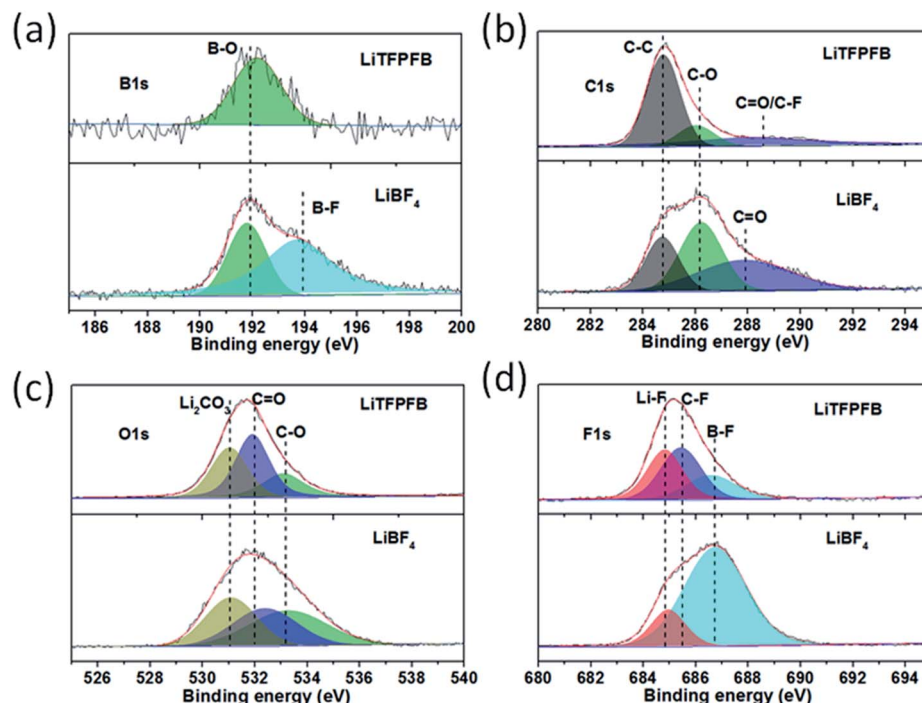 (a)
B-O
LiTFPFB
B1s
LiBF₄
B-F
186 188 190 192 194 196 198 200
Binding energy (eV)
(b)
C-C
LiTFPFB
C1s
C-O
C=O/C-F
LiBF₄
C=O
280 282 284 286 288 290 292 294
Binding energy (eV)
(c)
Li₂CO₃
C=O
LiTFPFB
O1s
C-O
LiBF₄
526 528 530 532 534 536 538 540
Binding energy (eV)
(d)
Li-F
C-F
LiTFPFB
F1s
B-F
LiBF₄
680 682 684 686 688 690 692 694
Binding energy (eV)